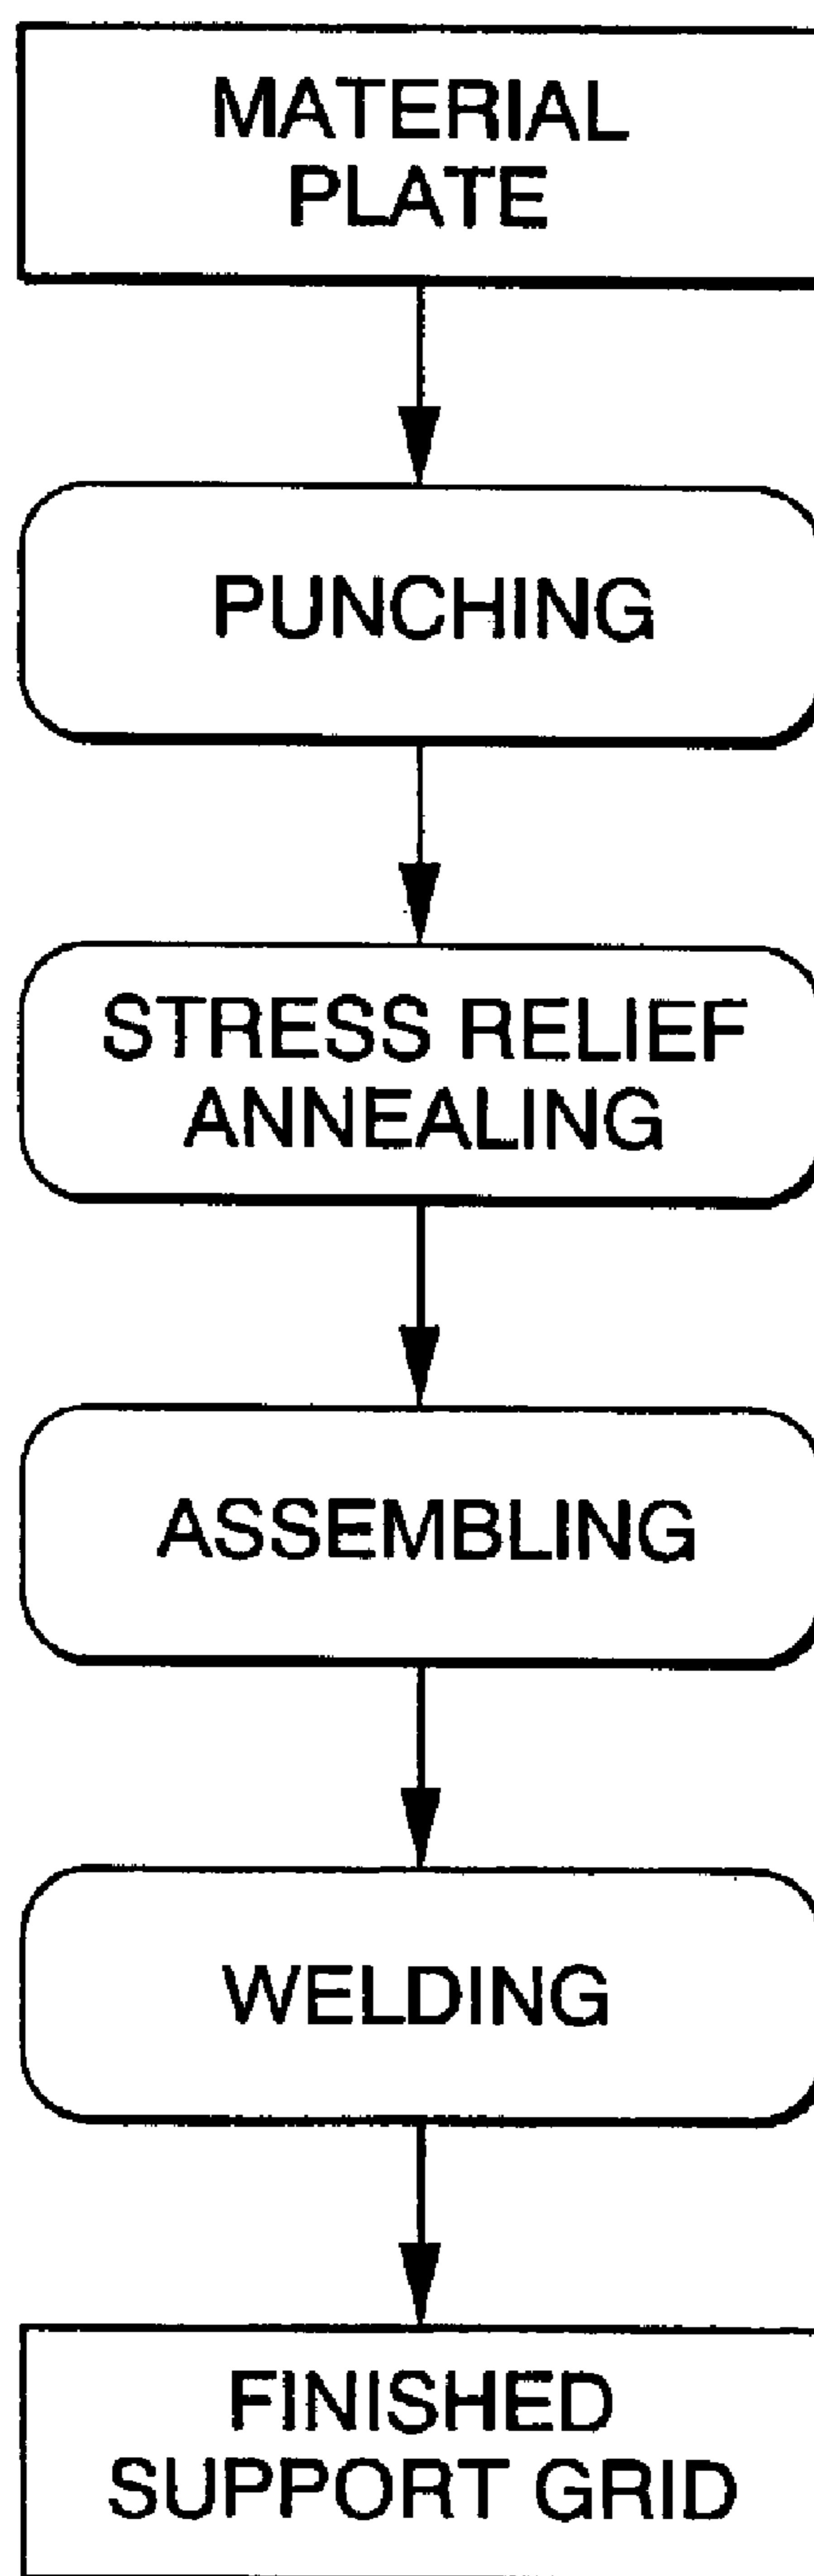 MATERIAL
PLATE
PUNCHING
STRESS RELIEF
ANNEALING
ASSEMBLING
WELDING
FINISHED
SUPPORT GRID